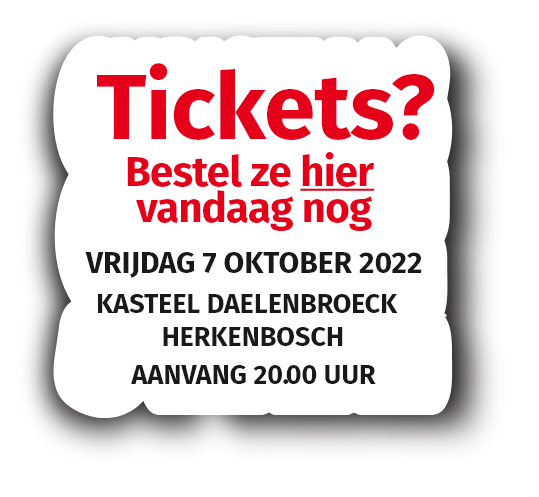 Tickets?
Bestel ze hier
vandaag nog
VRIJDAG 7 OKTOBER 2022
KASTEEL DAELENBROECK
HERKENBOSCH
AANVANG 20.00 UUR